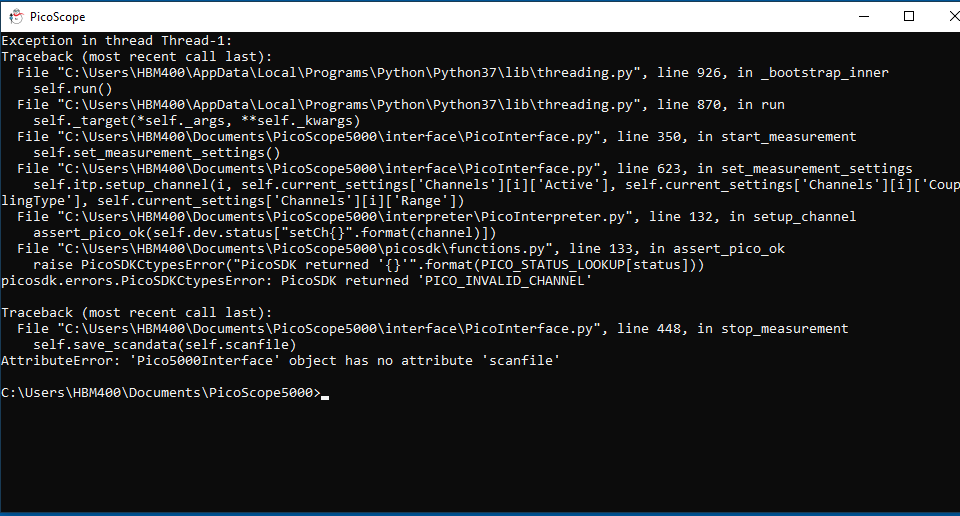 PicoScope
Exception in thread Thread-1:
Traceback (most recent call last):
  File "C:\Users\HBM400\AppData\Local\Programs\Python\Python37\lib\threading.py", line 926, in _bootstrap_inner
    self.run()
  File "C:\Users\HBM400\AppData\Local\Programs\Python\Python37\lib\threading.py", line 870, in run
    self._target(*self._args, **self._kwargs)
  File "C:\Users\HBM400\Documents\PicoScope5000\interface\PicoInterface.py", line 350, in start_measurement
    self.set_measurement_settings()
  File "C:\Users\HBM400\Documents\PicoScope5000\interface\PicoInterface.py", line 623, in set_measurement_settings
    self.itp.setup_channel(i, self.current_settings['Channels'][i]['Active'], self.current_settings['Channels'][i]['Coup
lingType'], self.current_settings['Channels'][i]['Range'])
  File "C:\Users\HBM400\Documents\PicoScope5000\interpreter\PicoInterpreter.py", line 132, in setup_channel
    assert_pico_ok(self.dev.status["setCh{}".format(channel)])
  File "C:\Users\HBM400\Documents\PicoScope5000\picosdk\functions.py", line 133, in assert_pico_ok
    raise PicoSDKCtypesError("PicoSDK returned '{}'".format(PICO_STATUS_LOOKUP[status]))
picosdk.errors.PicoSDKCtypesError: PicoSDK returned 'PICO_INVALID_CHANNEL'
Traceback (most recent call last):
  File "C:\Users\HBM400\Documents\PicoScope5000\interface\PicoInterface.py", line 448, in stop_measurement
    self.save_scandata(self.scanfile)
AttributeError: 'Pico5000Interface' object has no attribute 'scanfile'
C:\Users\HBM400\Documents\PicoScope5000>